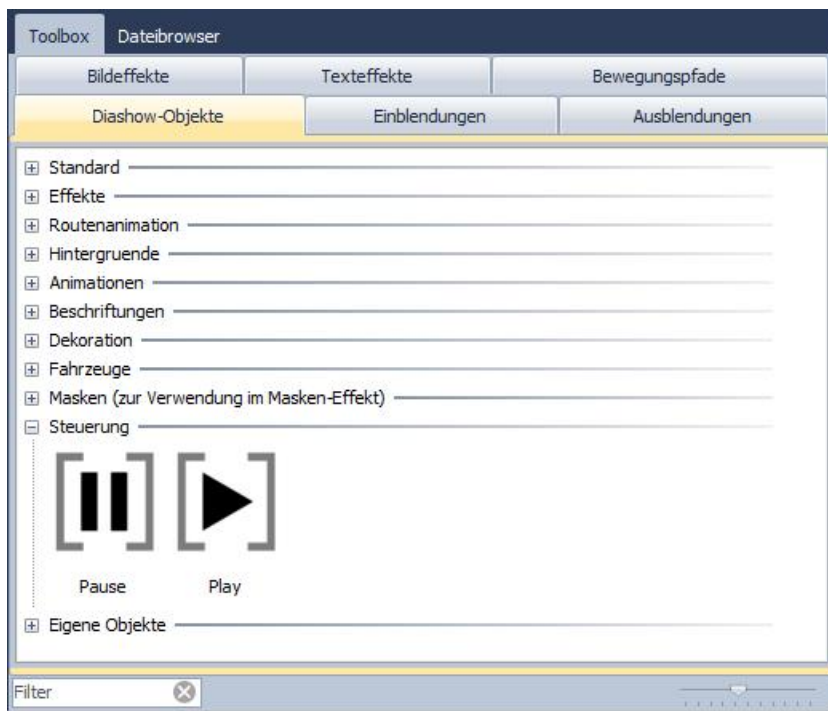 Toolbox Dateibrowser
Bildeffekte Texteffekte Bewegungspfade
Diashow-Objekte Einblendungen Ausblendungen
Standard
Effekte
Routenanimation
Hintergruende
Animationen
Beschriftungen
Dekoration
Fahrzeuge
Masken (zur Verwendung im Masken-Effekt)
Steuerung
Pause Play
Eigene Objekte
Filter